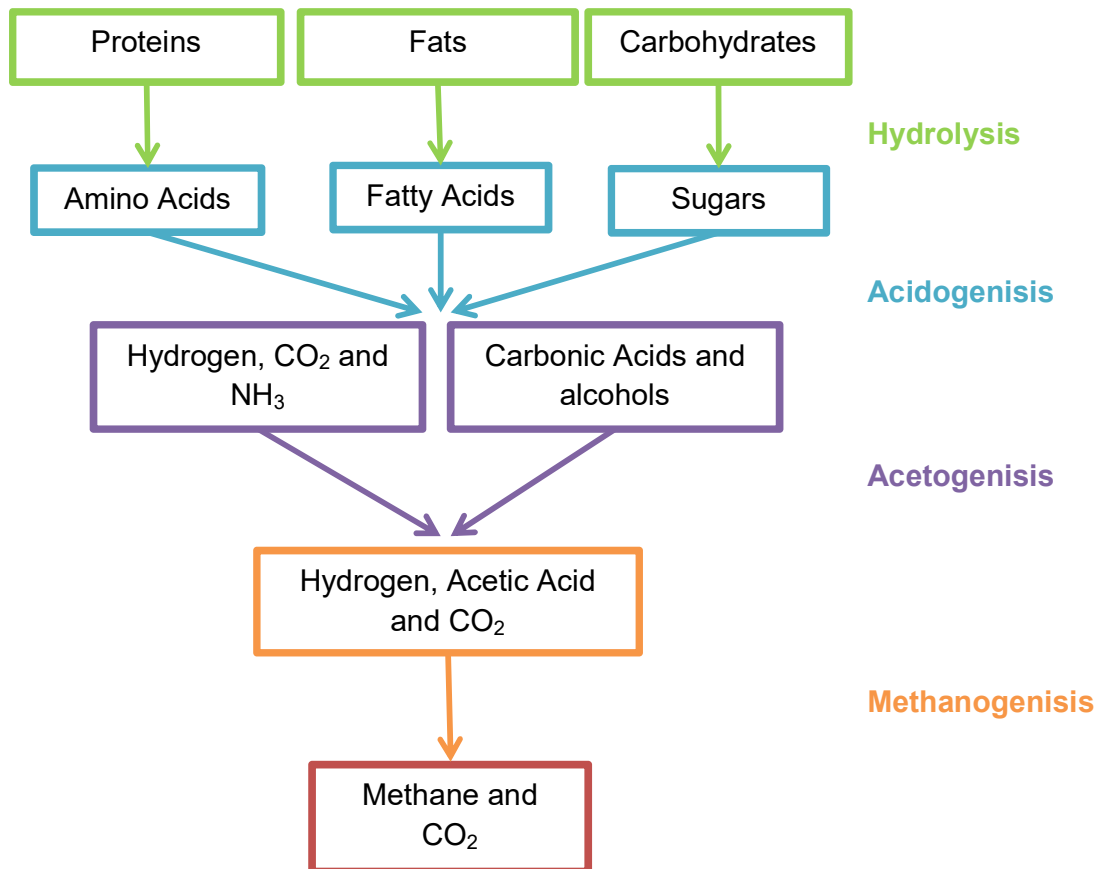 Proteins
Fats
Carbohydrates
Hydrolysis
Amino Acids
Fatty Acids
Sugars
Acidogenisis
Hydrogen, CO₂ and
NH₃
Carbonic Acids and
alcohols
Acetogenisis
Hydrogen, Acetic Acid
and CO₂
Methanogenisis
Methane and
CO₂